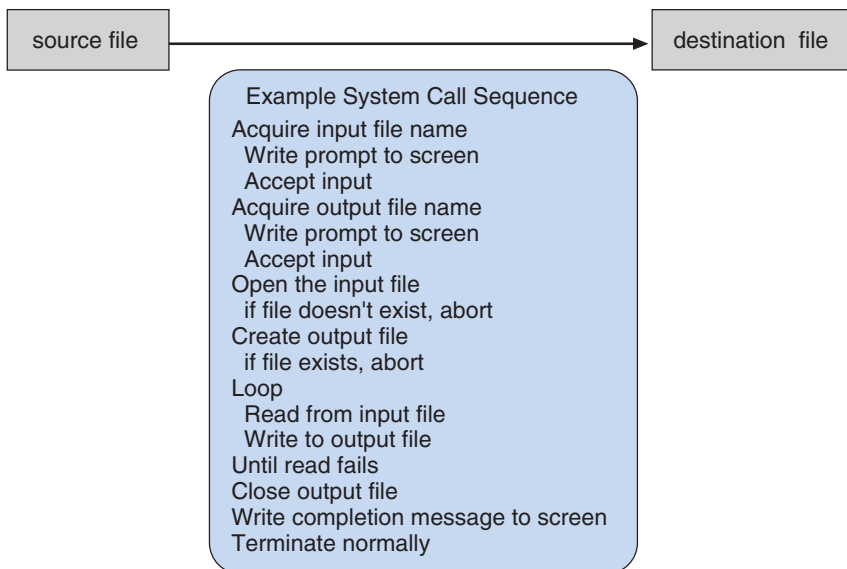 source file
destination file
Example System Call Sequence
Acquire input file name
Write prompt to screen
Accept input
Acquire output file name
Write prompt to screen
Accept input
Open the input file
if file doesn't exist, abort
Create output file
if file exists, abort
Loop
Read from input file
Write to output file
Until read fails
Close output file
Write completion message to screen
Terminate normally